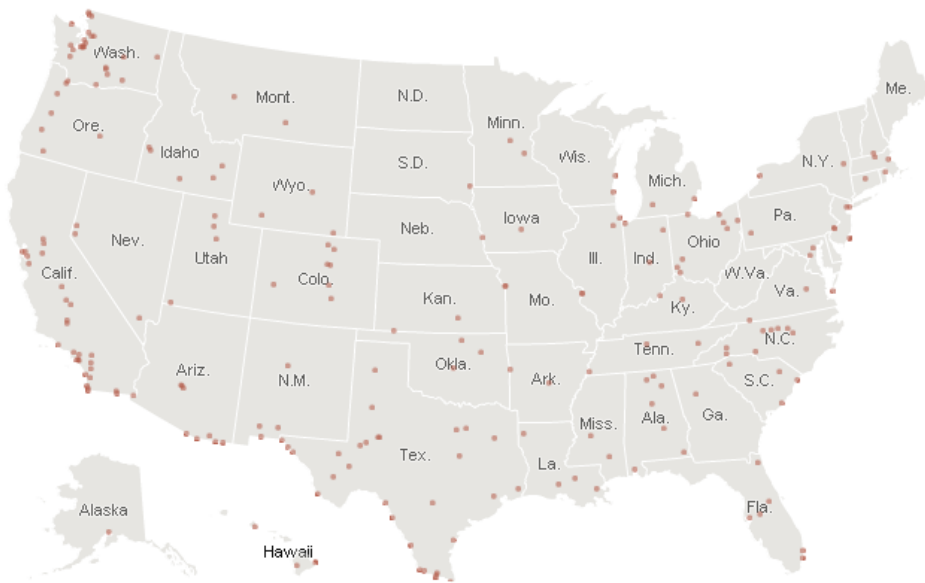 Wash.
Mont.
N.D.
Minn.
Me.
Ore.
Idaho
S.D.
Wis.
N.Y.
Wyo.
Mich.
Iowa
Pa.
Neb.
Nev.
Utah
Colo.
Ill.
Ind.
Ohio
Calif.
W.Va.
Va.
Kan.
Mo.
Ky.
N.C.
Tenn.
Okla.
Ariz.
N.M.
Ark.
S.C.
Ga.
Ala.
Miss.
Tex.
La.
Fla.
Alaska
Hawaii